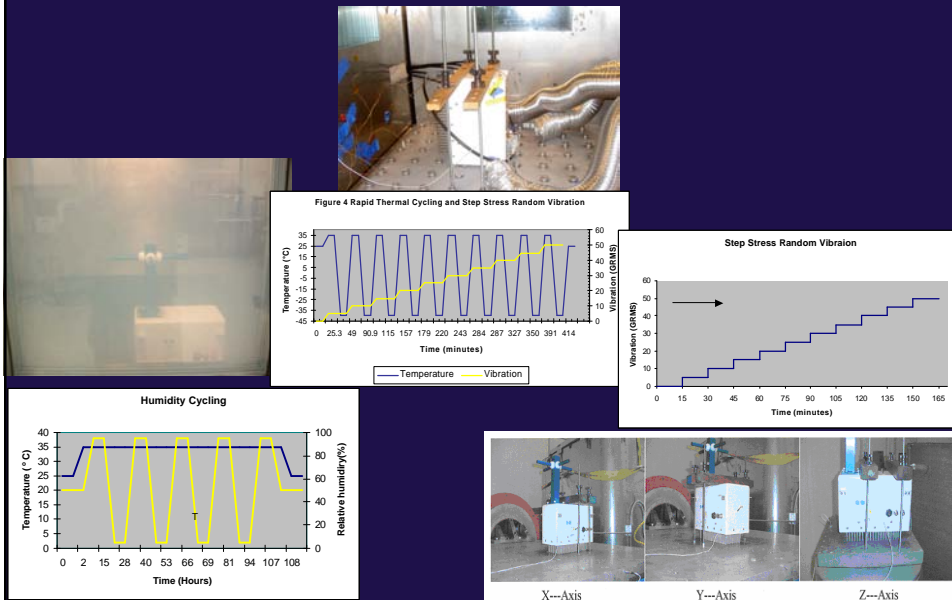 Figure 4 Rapid Thermal Cycling and Step Stress Random Vibration
Temperature (°C)
35
25
15
5
-5
-15
-25
-35
-45
60
50
40
30
20
10
0
Vibration (GRMS)
0 25.3 49 90.9 115 157 179 220 243 284 287 327 350 391 414
Time (minutes)
Temperature Vibration
Step Stress Random Vibraion
Vibration (GRMS)
60
50
40
30
20
10
0
0 15 30 45 60 75 90 105 120 135 150 165
Time (minutes)
Humidity Cycling
Temperature (° C)
40
35
30
25
20
15
10
5
0
100
80
60
40
20
0
Relative humidiry(%)
T
0 2 15 28 40 53 66 69 81 94 107 108
Time (Hours)
X---Axis Y---Axis Z---Axis